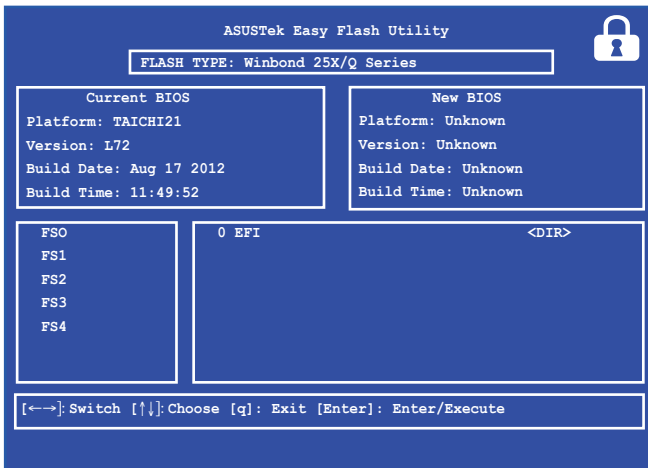 ASUSTek Easy Flash Utility
FLASH TYPE: Winbond 25X/Q Series
Current BIOS
Platform: TAICHI21
Version: L72
Build Date: Aug 17 2012
Build Time: 11:49:52
New BIOS
Platform: Unknown
Version: Unknown
Build Date: Unknown
Build Time: Unknown
FSO
FS1
FS2
FS3
FS4
0 EFI <DIR>
[←→]: Switch [↑↓]: Choose [q]: Exit [Enter]: Enter/Execute